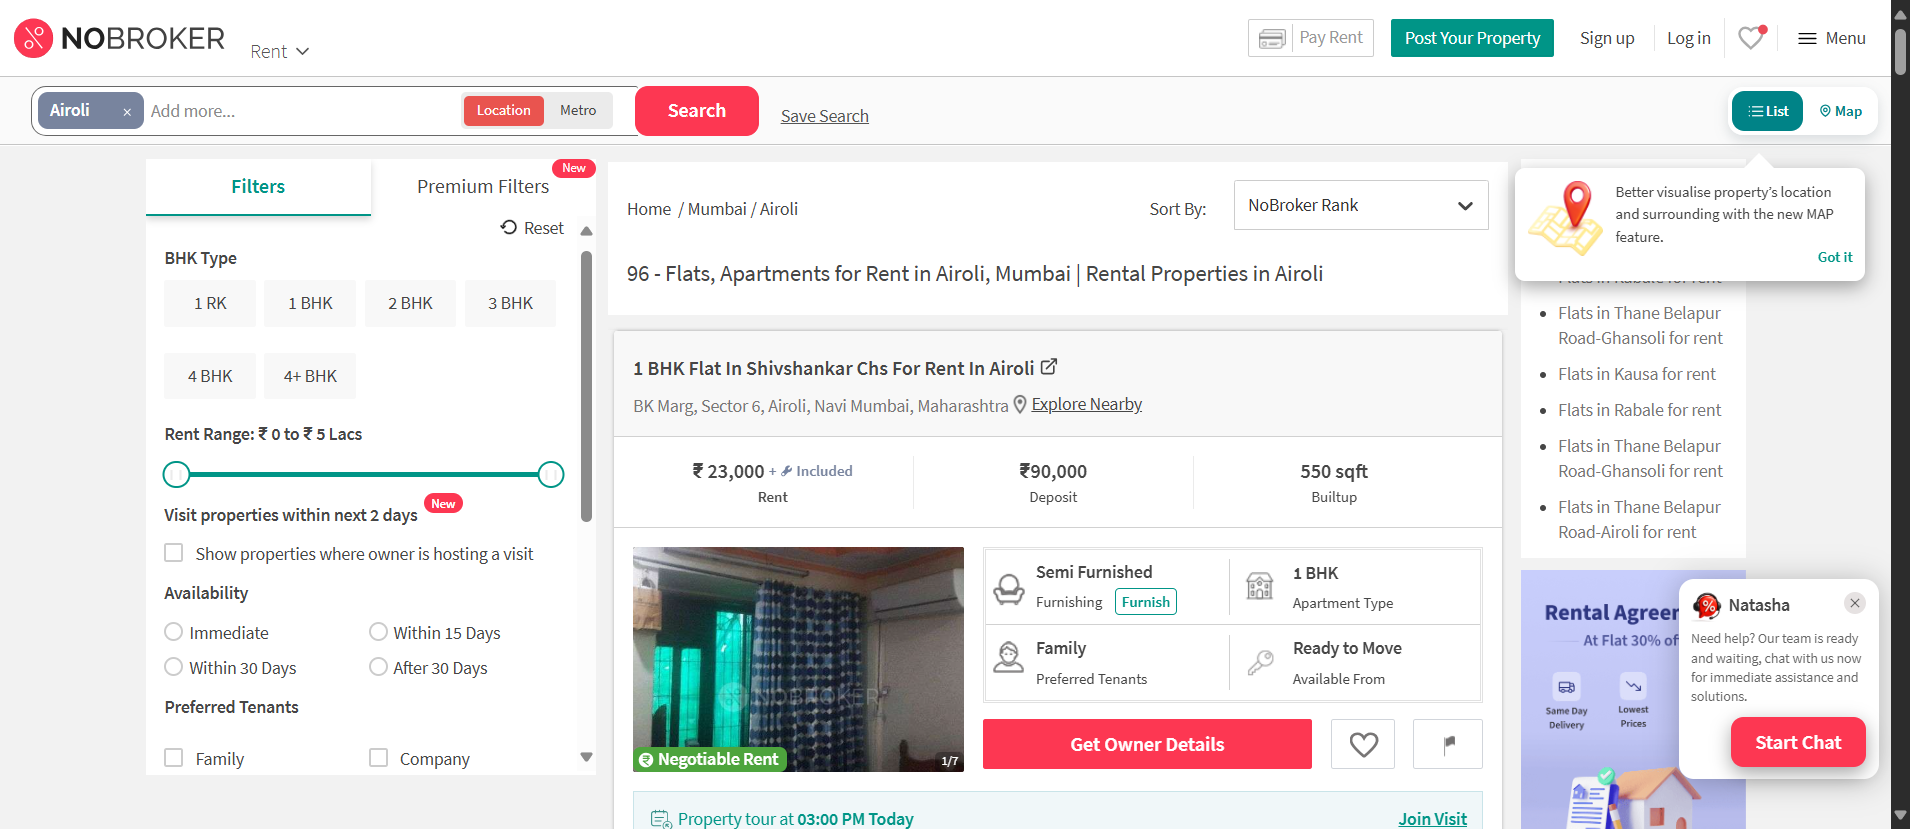 NOBROKER
Rent
Pay Rent
Post Your Property
Sign up
Log in
Menu
Airoli ×
Add more...
Location
Metro
Search
Save Search
List
Map
Filters
Premium Filters
New
Reset
BHK Type
1 RK
1 BHK
2 BHK
3 BHK
4 BHK
4+ BHK
Rent Range: ₹ 0 to ₹ 5 Lacs
Visit properties within next 2 days
New
Show properties where owner is hosting a visit
Availability
Immediate
Within 15 Days
Within 30 Days
After 30 Days
Preferred Tenants
Family
Company
Home / Mumbai / Airoli
Sort By:
NoBroker Rank
96 - Flats, Apartments for Rent in Airoli, Mumbai | Rental Properties in Airoli
1 BHK Flat In Shivshankar Chs For Rent In Airoli
BK Marg, Sector 6, Airoli, Navi Mumbai, Maharashtra
Explore Nearby
₹ 23,000 + Included
Rent
₹90,000
Deposit
550 sqft
Builtup
NOBROKER
Negotiable Rent
1/7
Semi Furnished
Furnishing
Furnish
1 BHK
Apartment Type
Family
Preferred Tenants
Ready to Move
Available From
Get Owner Details
Property tour at 03:00 PM Today
Join Visit
Better visualise property's location
and surrounding with the new MAP
feature.
Got it
Flats in Rabale for rent
Flats in Thane Belapur
Road-Ghansoli for rent
Flats in Kausa for rent
Flats in Rabale for rent
Flats in Thane Belapur
Road-Ghansoli for rent
Flats in Thane Belapur
Road-Airoli for rent
Rental Agreer
At Flat 30% of
Same Day
Delivery
Lowest
Prices
Natasha
Need help? Our team is ready
and waiting, chat with us now
for immediate assistance and
solutions.
Start Chat